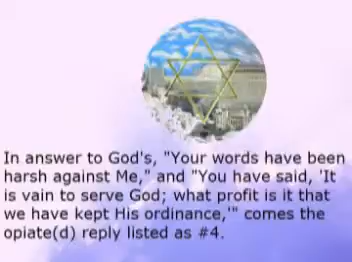 In answer to God's, "Your words have been
harsh against Me," and "You have said, 'It
is vain to serve God; what profit is it that
we have kept His ordinance,'" comes the
opiate(d) reply listed as #4.